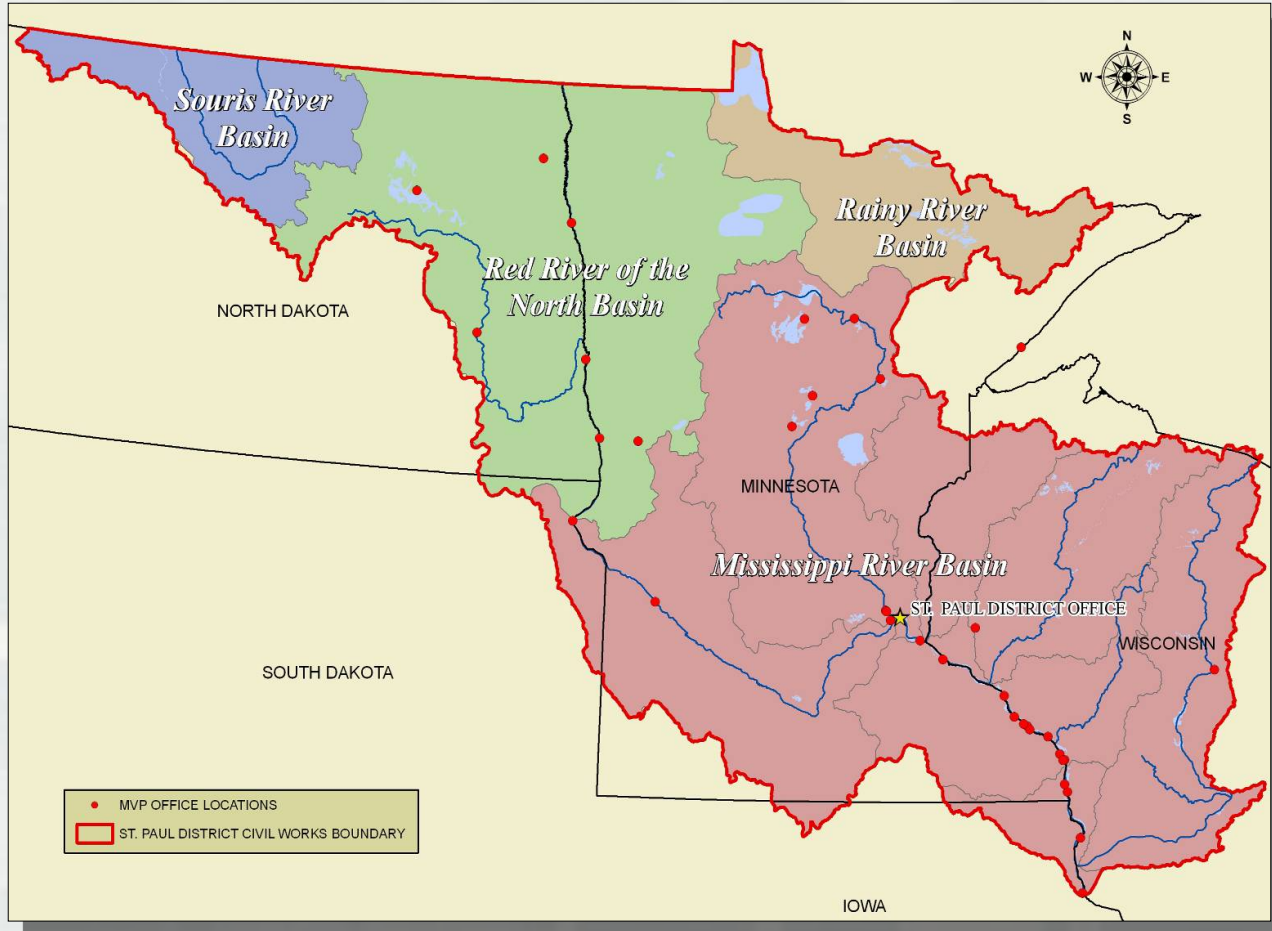 N
W
E
S
Souris River
Basin
Rainy River
Basin
Red River of the
North Basin
NORTH DAKOTA
MINNESOTA
Mississippi River Basin
ST. PAUL DISTRICT OFFICE
WISCONSIN
SOUTH DAKOTA
MVP OFFICE LOCATIONS
ST. PAUL DISTRICT CIVIL WORKS BOUNDARY
IOWA